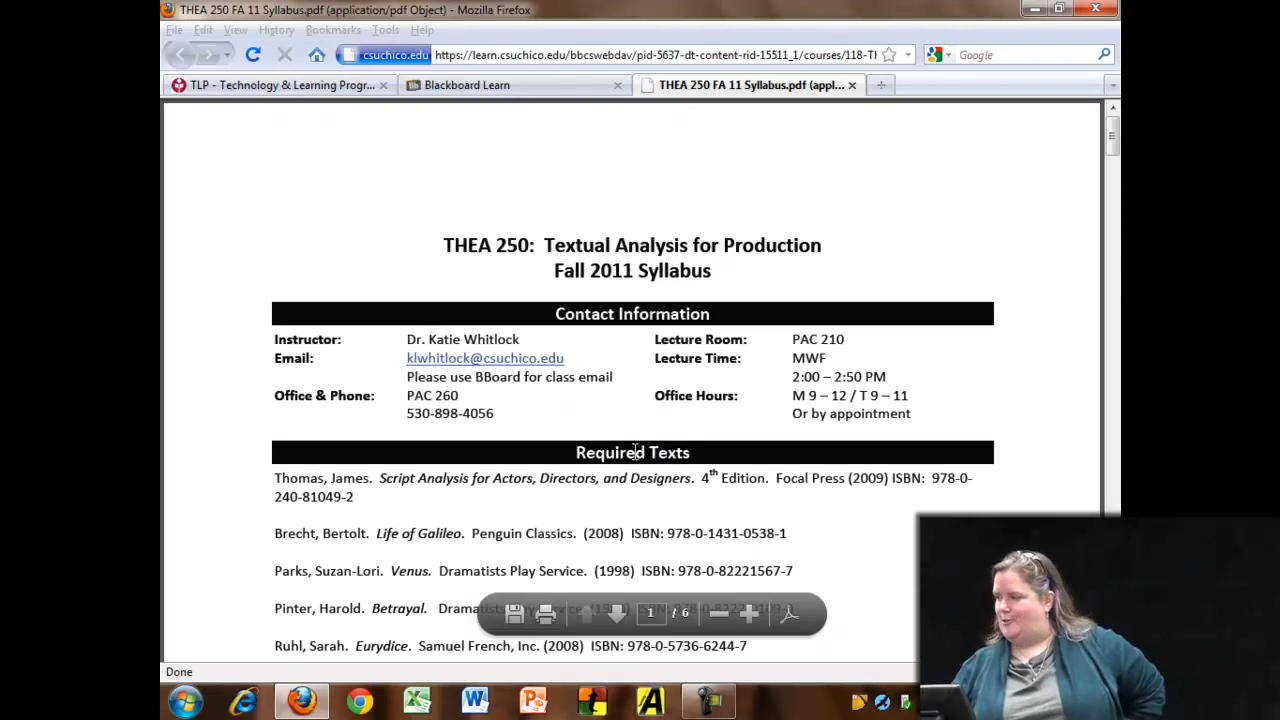 THEA 250 FA 11 Syllabus.pdf (application/pdf Object) - Mozilla Firefox
File Edit View History Bookmarks Tools Help
csuchico.edu https://learn.csuchico.edu/bbcswebdav/pid-5637-dt-content-rid-15511_1/courses/118-TH
Google
TLP - Technology & Learning Progr... Blackboard Learn THEA 250 FA 11 Syllabus.pdf (appl...
THEA 250: Textual Analysis for Production
Fall 2011 Syllabus
Contact Information
Instructor: Dr. Katie Whitlock Lecture Room: PAC 210
Email: klwhitlock@csuchico.edu Lecture Time: MWF
Please use BBoard for class email 2:00 – 2:50 PM
Office & Phone: PAC 260 Office Hours: M 9 – 12 / T 9 – 11
530-898-4056 Or by appointment
Required Texts
Thomas, James. Script Analysis for Actors, Directors, and Designers. 4th Edition. Focal Press (2009) ISBN: 978-0-
240-81049-2
Brecht, Bertolt. Life of Galileo. Penguin Classics. (2008) ISBN: 978-0-1431-0538-1
Parks, Suzan-Lori. Venus. Dramatists Play Service. (1998) ISBN: 978-0-82221567-7
Pinter, Harold. Betrayal.
1 / 6
Ruhl, Sarah. Eurydice. Samuel French, Inc. (2008) ISBN: 978-0-5736-6244-7
Done